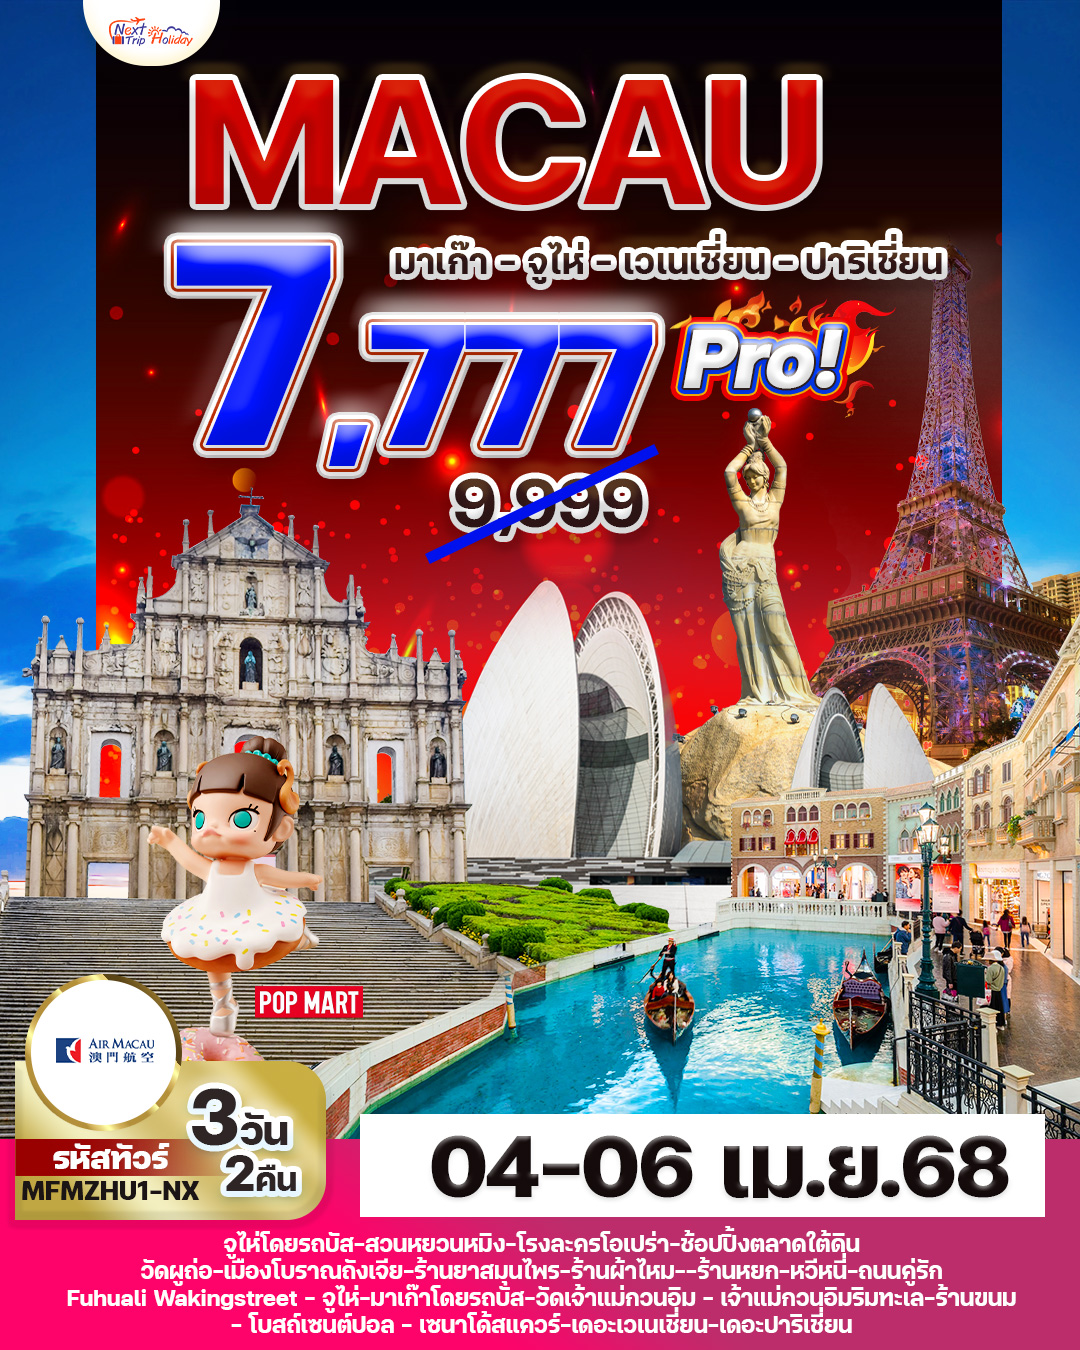 Next Trip Holiday
MACAU
มาเก๊า - จูไห่ - เวเนเชี่ยน - ปาริเชี่ยน
7,777
Pro!
9,999
POP MART
AIR MACAU
澳門航空
3วัน
2คืน
รหัสทัวร์
MFMZHU1-NX
04-06 เม.ย.68
จูไห่โดยรถบัส-สวนหยวนหมิง-โรงละครโอเปร่า-ช้อปปิ้งตลาดใต้ดิน
วัดผูถ่อ-เมืองโบราณถังเจีย-ร้านยาสมุนไพร-ร้านผ้าไหม--ร้านหยก-หวีหนี่-ถนนคู่รัก
Fuhuali Wakingstreet - จูไห่-มาเก๊าโดยรถบัส-วัดเจ้าแม่กวนอิม - เจ้าแม่กวนอิมริมทะเล-ร้านขนม
- โบสถ์เซนต์ปอล - เซนาโด้สแควร์-เดอะเวเนเชี่ยน-เดอะปาริเชี่ยน